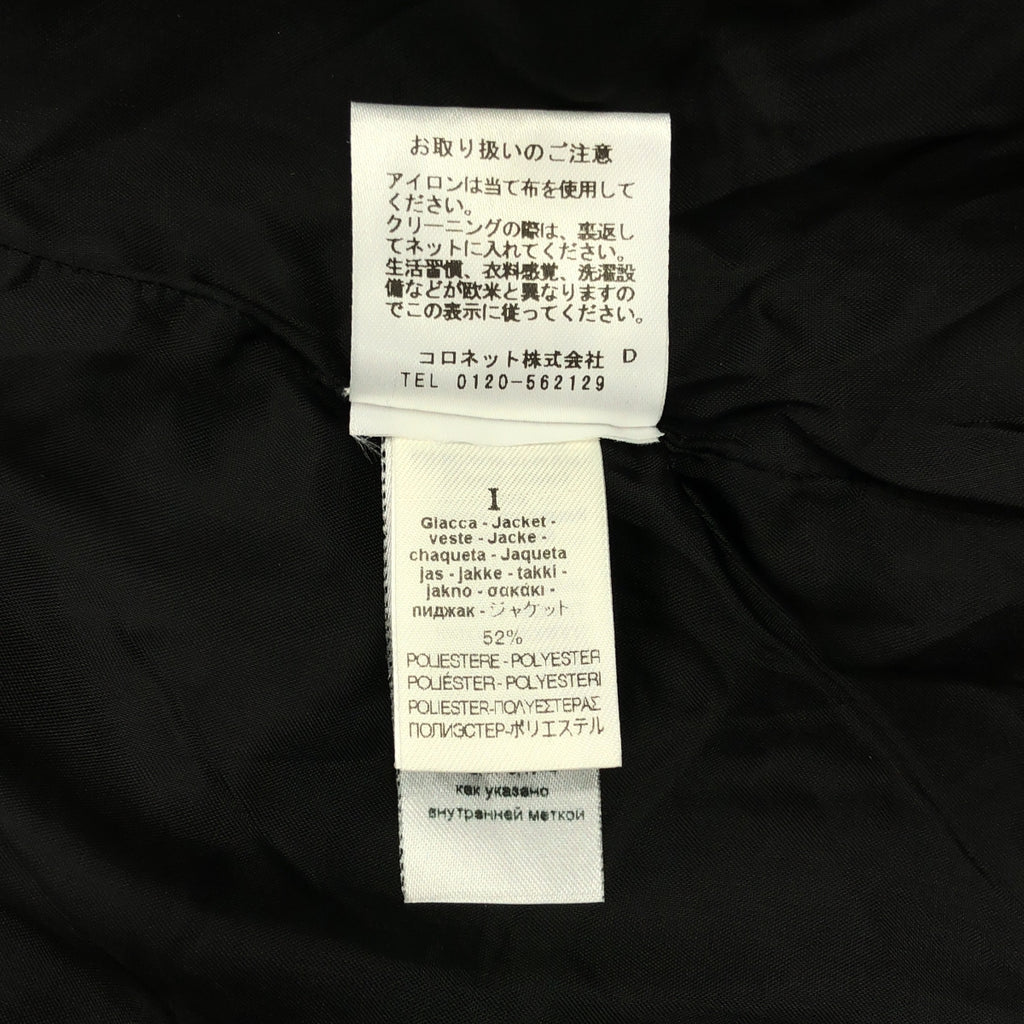 お取り扱いのご注意
アイロンは当て布を使用して
ください。
クリーニングの際は、裏返し
てネットに入れてください。
生活習慣、衣料感覚、洗濯設
備などが欧米と異なりますの
でこの表示に従ってください。
コロネット株式会社 D
TEL 0120-562129
I
Giacca - Jacket -
veste - Jacke -
chaqueta - Jaqueta
jas - jakke - takki -
jakno - σακάκι -
пиджак - ジャケット
52%
POLIESTERE - POLYESTER
POLIÉSTER - POLYESTERI
POLIESTER-ΠΟΛΥΕΣΤΕΡΑΣ
ПОЛИЭСТЕР-ポリエステル
как указано
внутранней меткой